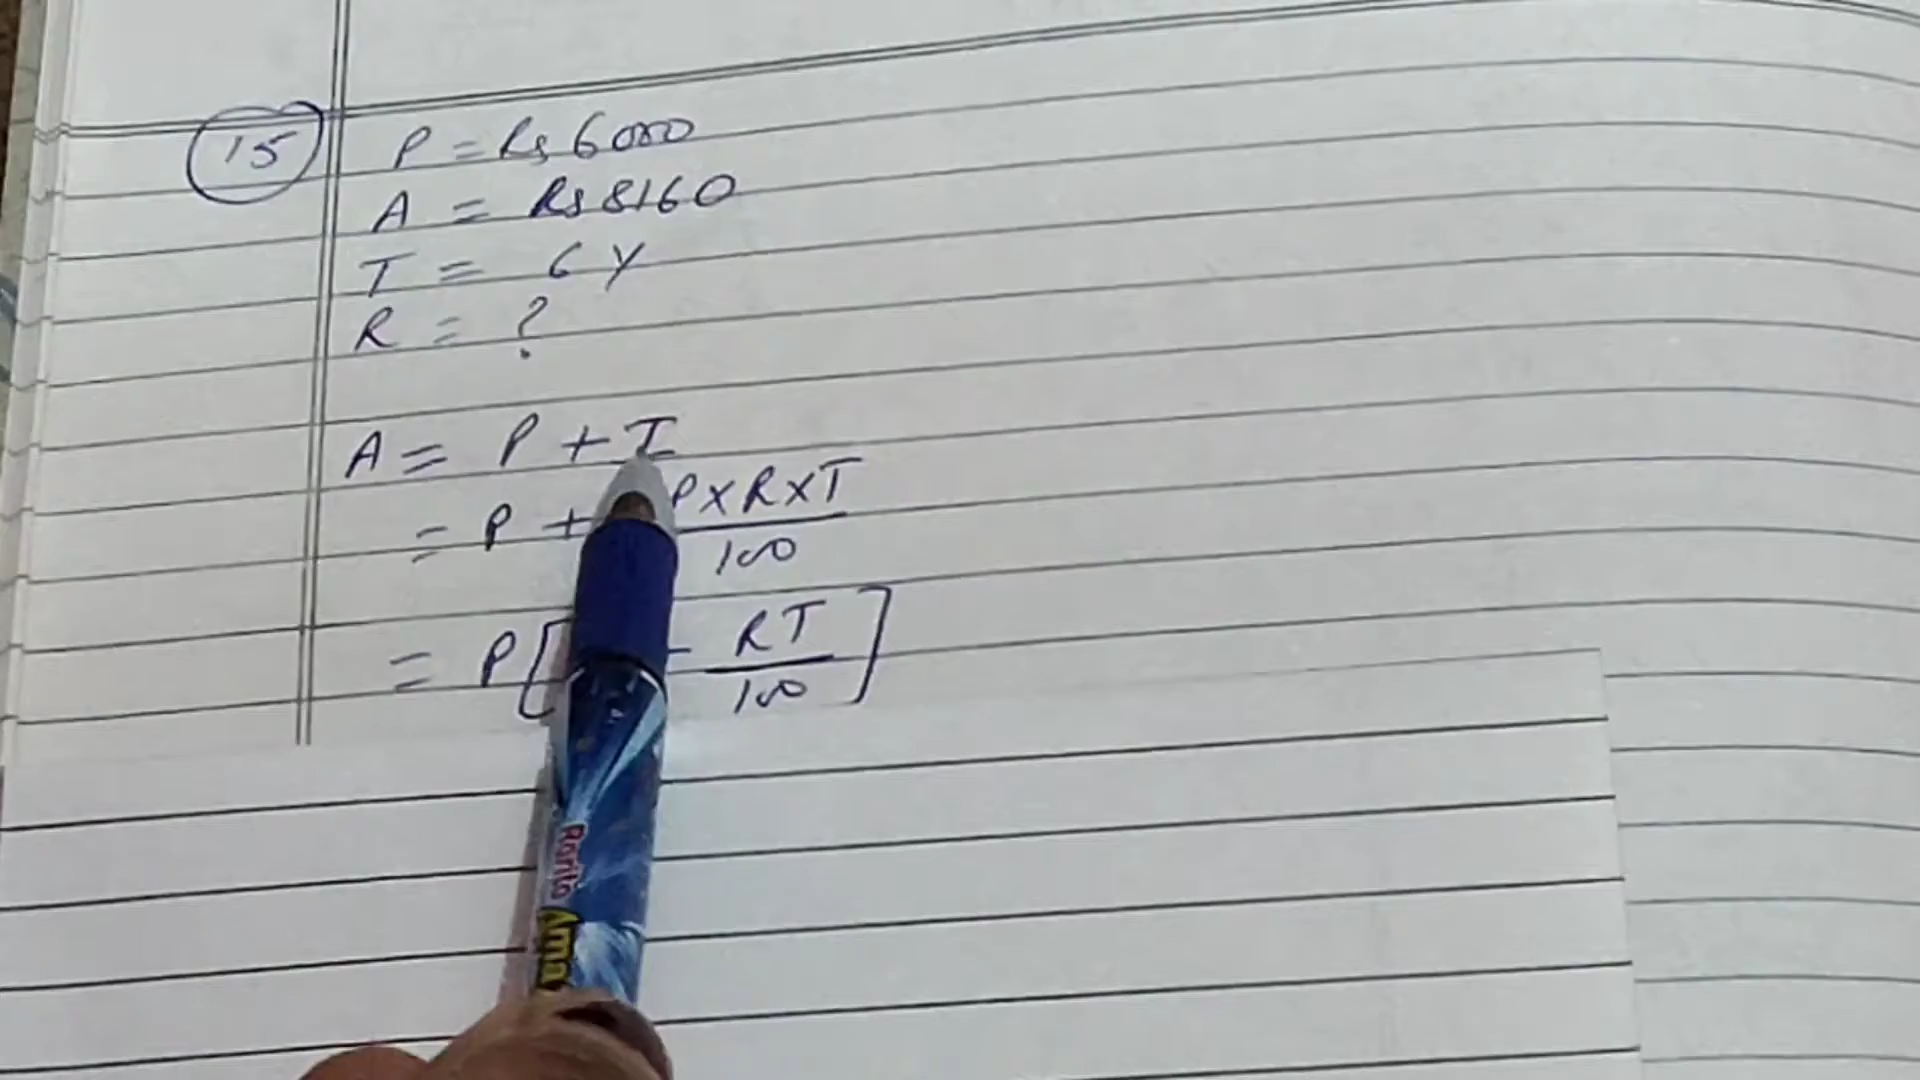 15
P = Rs 6000
A = Rs 8160
T = 6 Y
R = ?
A = P + I
= P + P×R×T
100
= P[ RT ]
100
Rorito